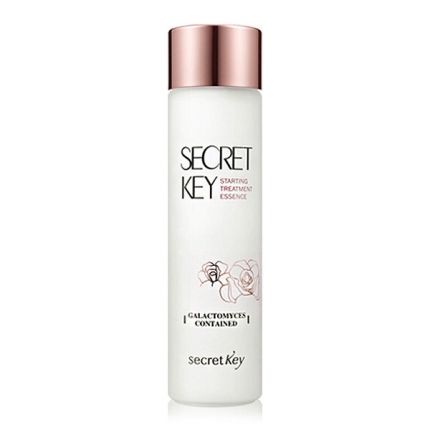 SECRET
KEY
STARTING
TREATMENT
ESSENCE
GALACTOMYCES
CONTAINED
secretKey